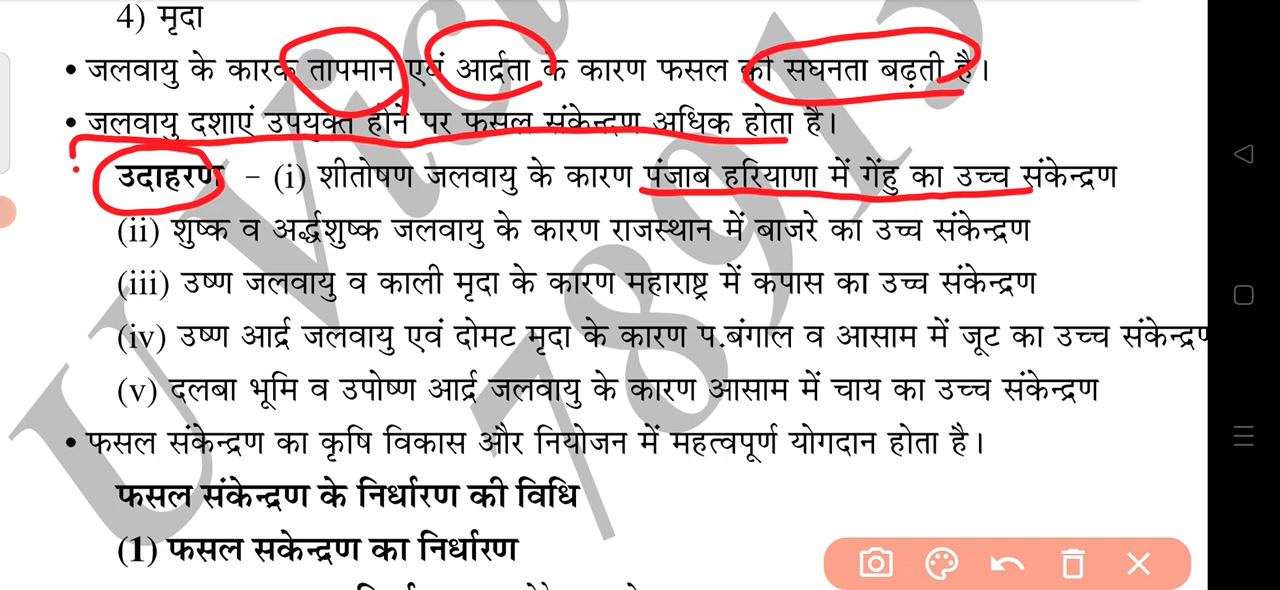 4) मृदा
• जलवायु के कारक तापमान एवं आर्द्रता के कारण फसल की सघनता बढ़ती है।
• जलवायु दशाएं उपयुक्त होने पर फसल संकेन्द्रण अधिक होता है।
उदाहरण – (i) शीतोषण जलवायु के कारण पंजाब हरियाणा में गेंहु का उच्च संकेन्द्रण
(ii) शुष्क व अर्द्धशुष्क जलवायु के कारण राजस्थान में बाजरे का उच्च संकेन्द्रण
(iii) उष्ण जलवायु व काली मृदा के कारण महाराष्ट्र में कपास का उच्च संकेन्द्रण
(iv) उष्ण आर्द्र जलवायु एवं दोमट मृदा के कारण प.बंगाल व आसाम में जूट का उच्च संकेन्द्रण
(v) दलबा भूमि व उपोष्ण आर्द्र जलवायु के कारण आसाम में चाय का उच्च संकेन्द्रण
• फसल संकेन्द्रण का कृषि विकास और नियोजन में महत्वपूर्ण योगदान होता है।
फसल संकेन्द्रण के निर्धारण की विधि
(1) फसल सकेन्द्रण का निर्धारण